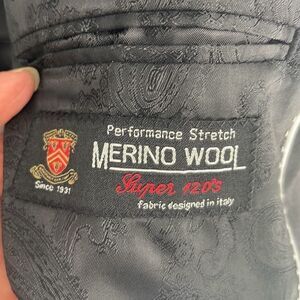 Performance Stretch
MERINO WOOL
Super 120's
fabric designed in italy
Since 1931